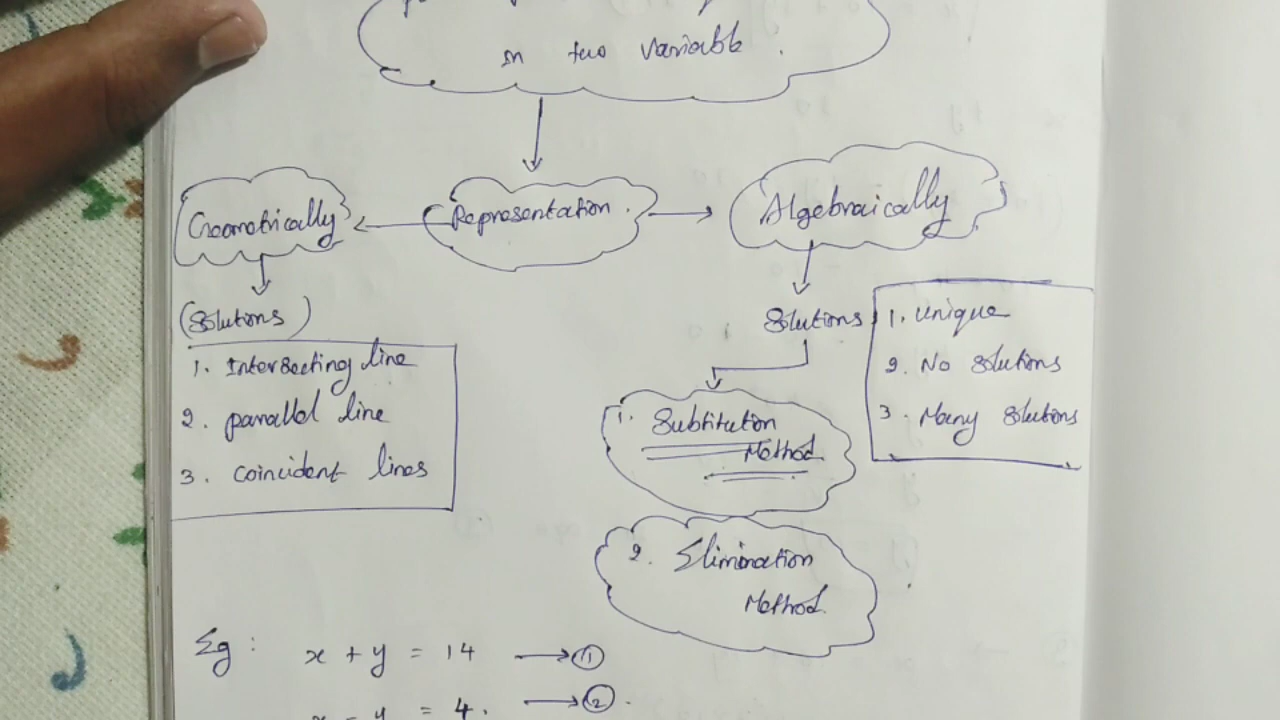 in two variable .
Geometrically
Representation .
Algebraically
(Solutions)
1. Intersecting line
2. parallel line
3. coincident lines
Solutions
1. Unique
2. No solutions
3. Many solutions
1. Subtitution
Method
2. Elimination
Method
Eg : x + y = 14 → ①
x - y = 4. → ②.